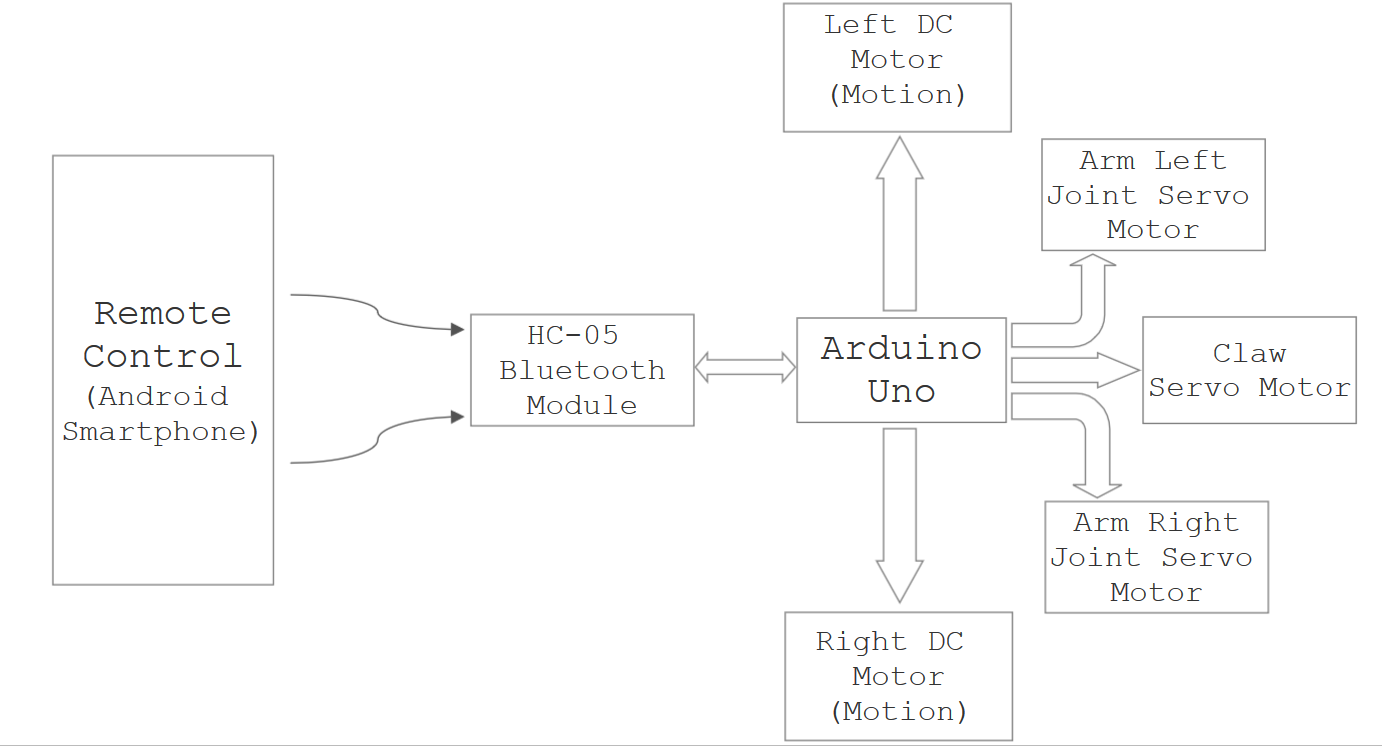 Left DC
Motor
(Motion)
Arm Left
Joint Servo
Motor
Remote
Control
(Android
Smartphone)
HC-05
Bluetooth
Module
Arduino
Uno
Claw
Servo Motor
Arm Right
Joint Servo
Motor
Right DC
Motor
(Motion)